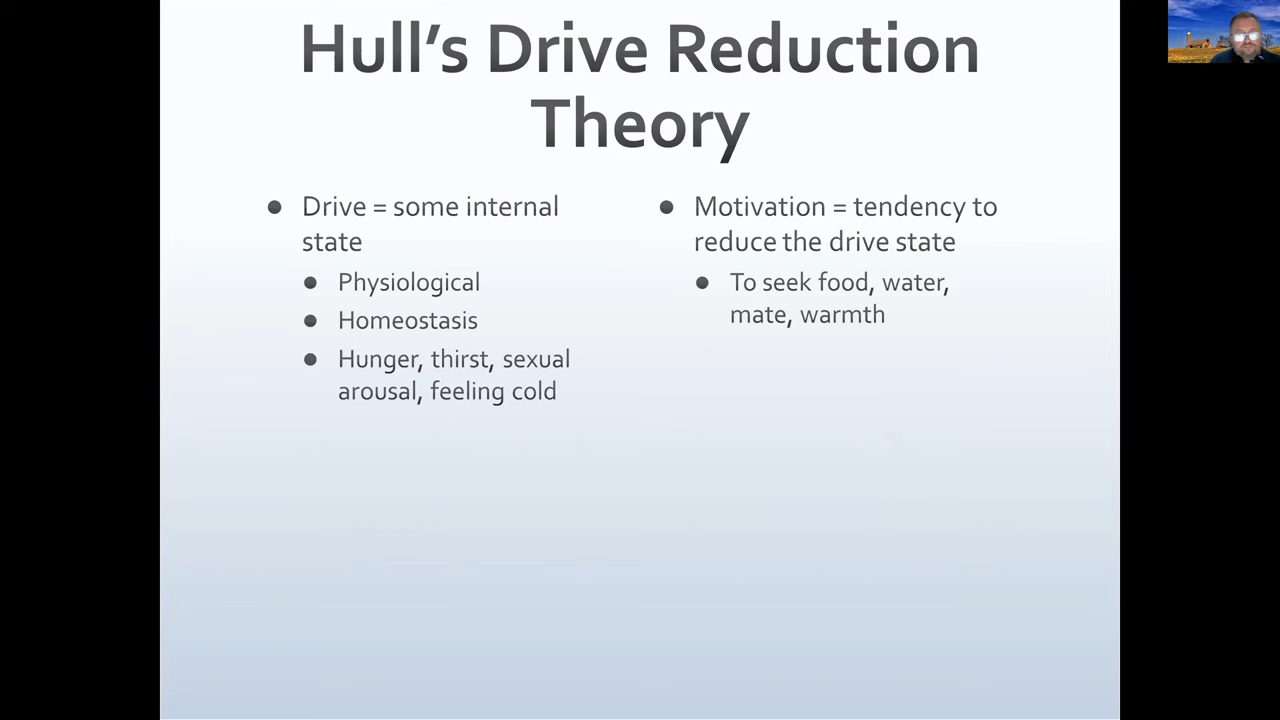 Hull’s Drive Reduction
Theory
● Drive = some internal
state
● Physiological
● Homeostasis
● Hunger, thirst, sexual
arousal, feeling cold
● Motivation = tendency to
reduce the drive state
● To seek food, water,
mate, warmth